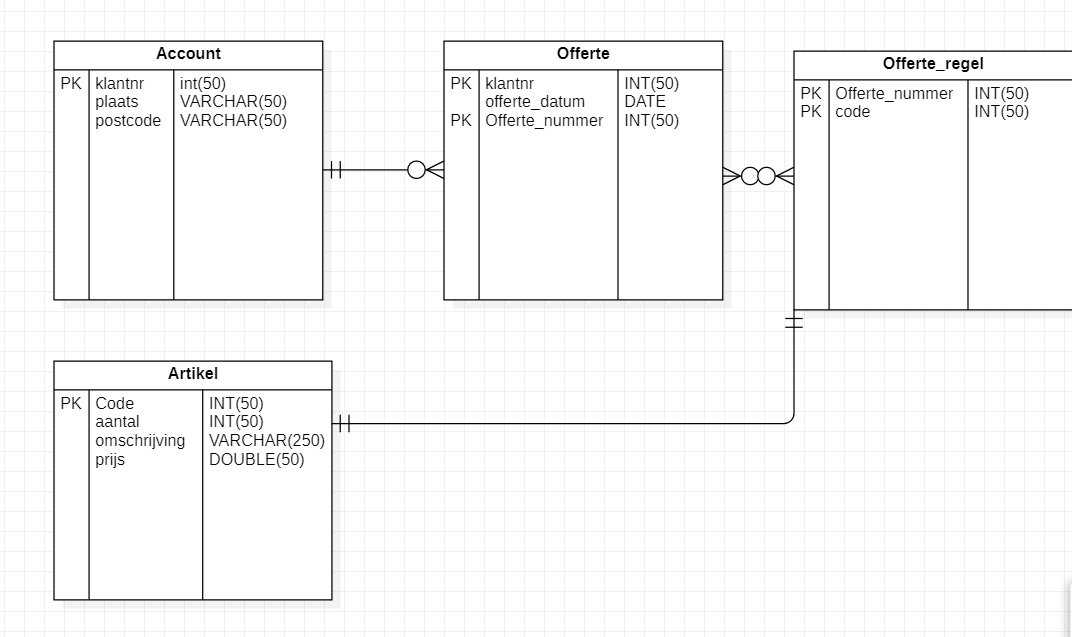 Account
PK klantnr int(50)
plaats VARCHAR(50)
postcode VARCHAR(50)
Offerte
PK klantnr INT(50)
offerte_datum DATE
PK Offerte_nummer INT(50)
Offerte_regel
PK Offerte_nummer INT(50)
PK code INT(50)
Artikel
PK Code INT(50)
aantal INT(50)
omschrijving VARCHAR(250)
prijs DOUBLE(50)